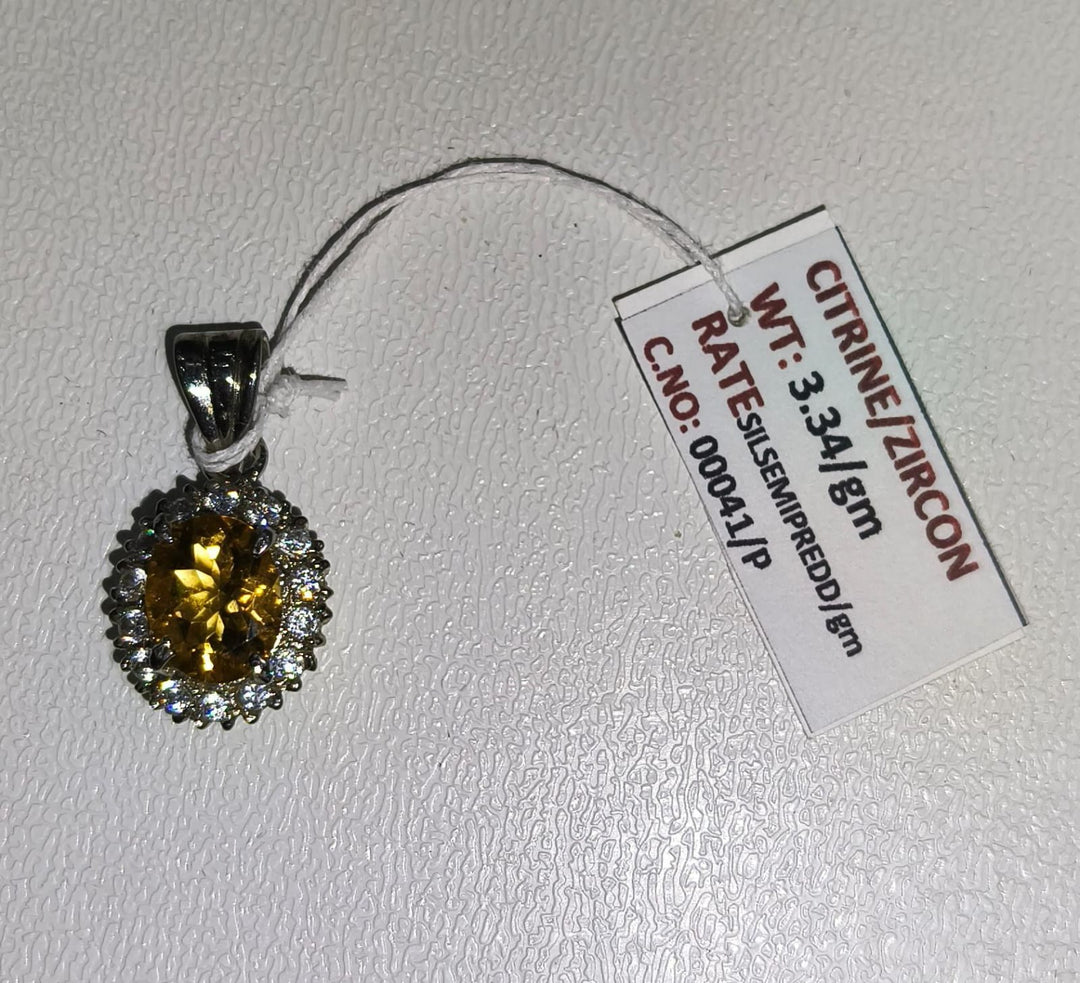 CITRINE/ZIRCON
WT: 3.34/gm
RATESILSEMIPREDD/gm
C.NO: 00041/P